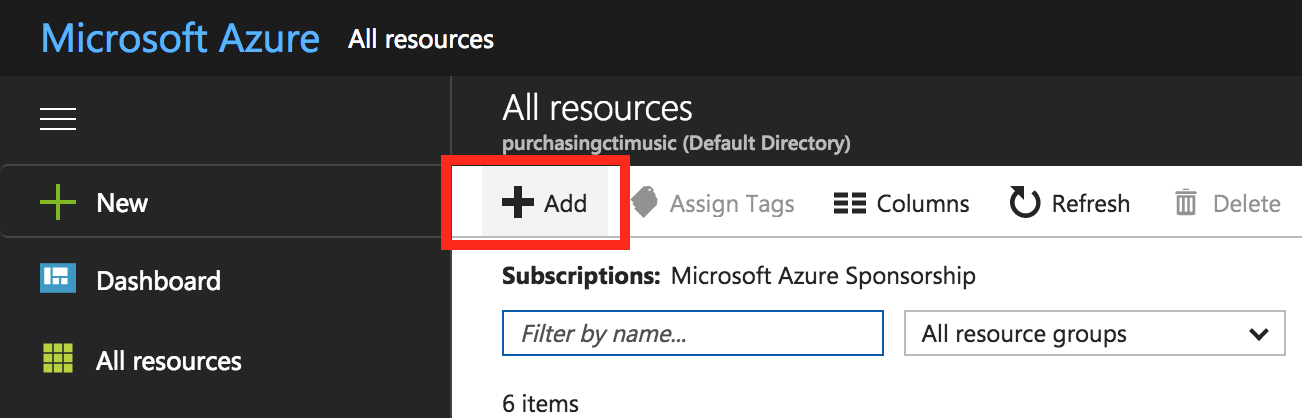 Microsoft Azure All resources
All resources
purchasingctimusic (Default Directory)
New
Add Assign Tags Columns Refresh Delete
Dashboard
Subscriptions: Microsoft Azure Sponsorship
Filter by name... All resource groups
All resources
6 items